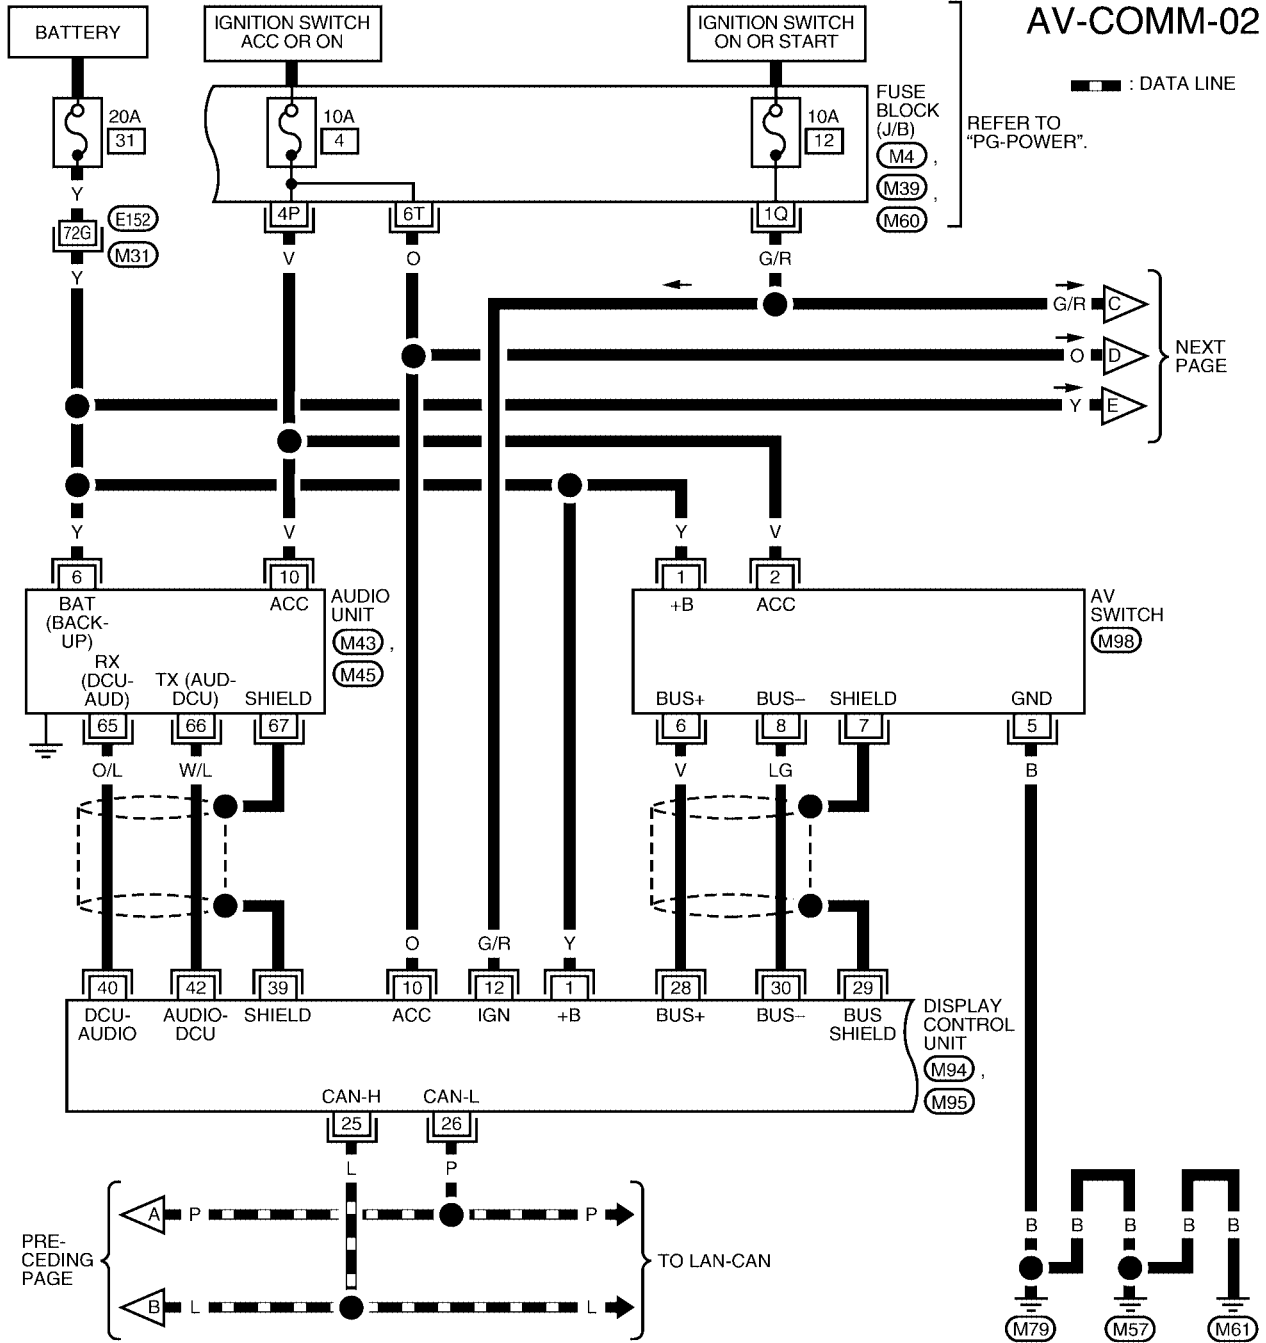 AV-COMM-02
BATTERY
IGNITION SWITCH
ACC OR ON
IGNITION SWITCH
ON OR START
: DATA LINE
20A
31
10A
4
10A
12
FUSE
BLOCK
(J/B)
M4 ,
M39 ,
M60
REFER TO
"PG-POWER".
Y
72G
E152
M31
Y
4P
6T
1Q
V
O
G/R
G/R
C
O
D
Y
E
NEXT
PAGE
Y
V
Y
V
6
10
1
2
BAT
(BACK-
UP)
ACC
RX
(DCU-
AUD)
TX (AUD-
DCU)
SHIELD
AUDIO
UNIT
M43 ,
M45
+B
ACC
BUS+
BUS–
SHIELD
GND
AV
SWITCH
M98
65
66
67
6
8
7
5
O/L
W/L
V
LG
B
O
G/R
Y
40
42
39
10
12
1
28
30
29
DCU-
AUDIO
AUDIO-
DCU
SHIELD
ACC
IGN
+B
BUS+
BUS–
BUS
SHIELD
DISPLAY
CONTROL
UNIT
M94 ,
M95
CAN-H
CAN-L
25
26
L
P
PRE-
CEDING
PAGE
A
P
P
B
L
L
TO LAN-CAN
B
B
B
B
B
M79
M57
M61